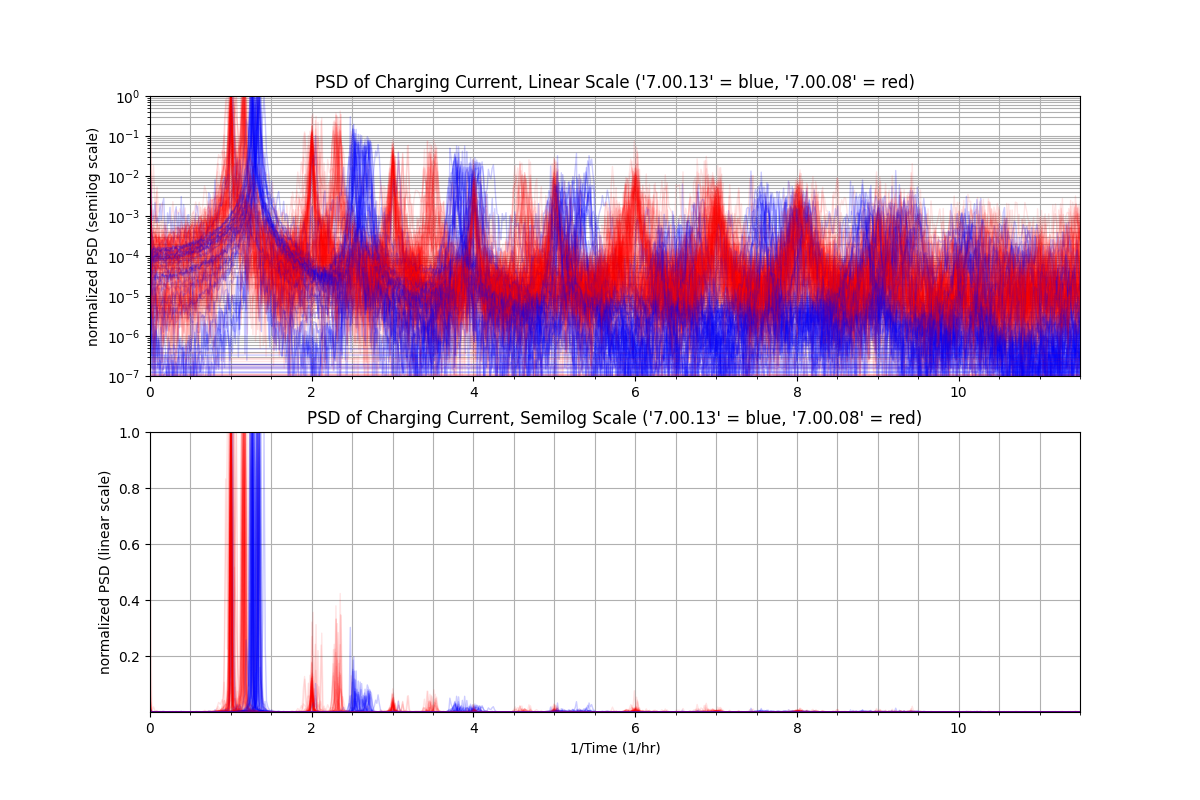 PSD of Charging Current, Linear Scale ('7.00.13' = blue, '7.00.08' = red)
normalized PSD (semilog scale)
10⁰
10⁻¹
10⁻²
10⁻³
10⁻⁴
10⁻⁵
10⁻⁶
10⁻⁷
0 2 4 6 8 10
PSD of Charging Current, Semilog Scale ('7.00.13' = blue, '7.00.08' = red)
normalized PSD (linear scale)
1.0
0.8
0.6
0.4
0.2
0 2 4 6 8 10
1/Time (1/hr)